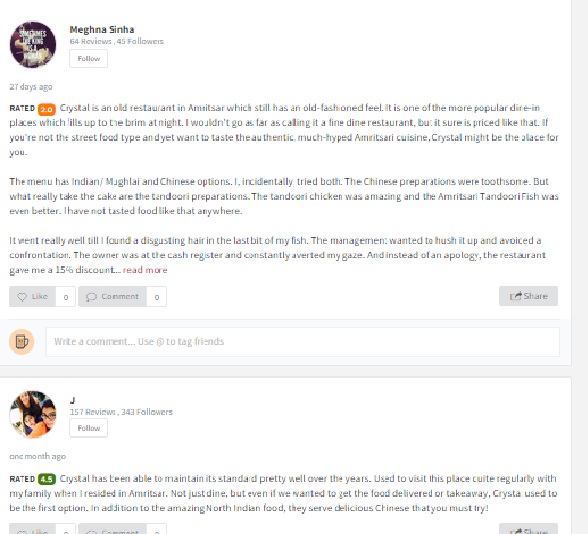 SOMETIMES
THE KING
IS A
WOMAN
Meghna Sinha
64 Reviews , 45 Followers
Follow
27 days ago
RATED 2.0 Crystal is an old restaurant in Amritsar which still has an old-fashioned feel. It is one of the more popular dine-in
places which fills up to the brim at night. I wouldn't go as far as calling it a fine dine restaurant, but it sure is priced like that. If
you're not the street food type and yet want to taste the authentic, much-hyped Amritsari cuisine, Crystal might be the place for
you.
The menu has Indian/ Mughlai and Chinese options. I, incidentally, tried both. The Chinese preparations were toothsome. But
what really take the cake are the tandoori preparations. The tandoori chicken was amazing and the Amritsari Tandoori Fish was
even better. I have not tasted food like that anywhere.
It went really well till I found a disgusting hair in the last bit of my fish. The management wanted to hush it up and avoiced a
confrontation. The owner was at the cash register and constantly averted my gaze. And instead of an apology, the restaurant
gave me a 15% discount... read more
Like 0 Comment 0 Share
Write a comment... Use @ to tag friends
J
157 Reviews , 343 Followers
Follow
one month ago
RATED 4.5 Crystal has been able to maintain its standard pretty well over the years. Used to visit this place quite regularly with
my family when I resided in Amritsar. Not just dine, but even if we wanted to get the food delivered or takeaway, Crystal used to
be the first option. In addition to the amazing North Indian food, they serve delicious Chinese that you must try!
Like 0 Comment 0 Share